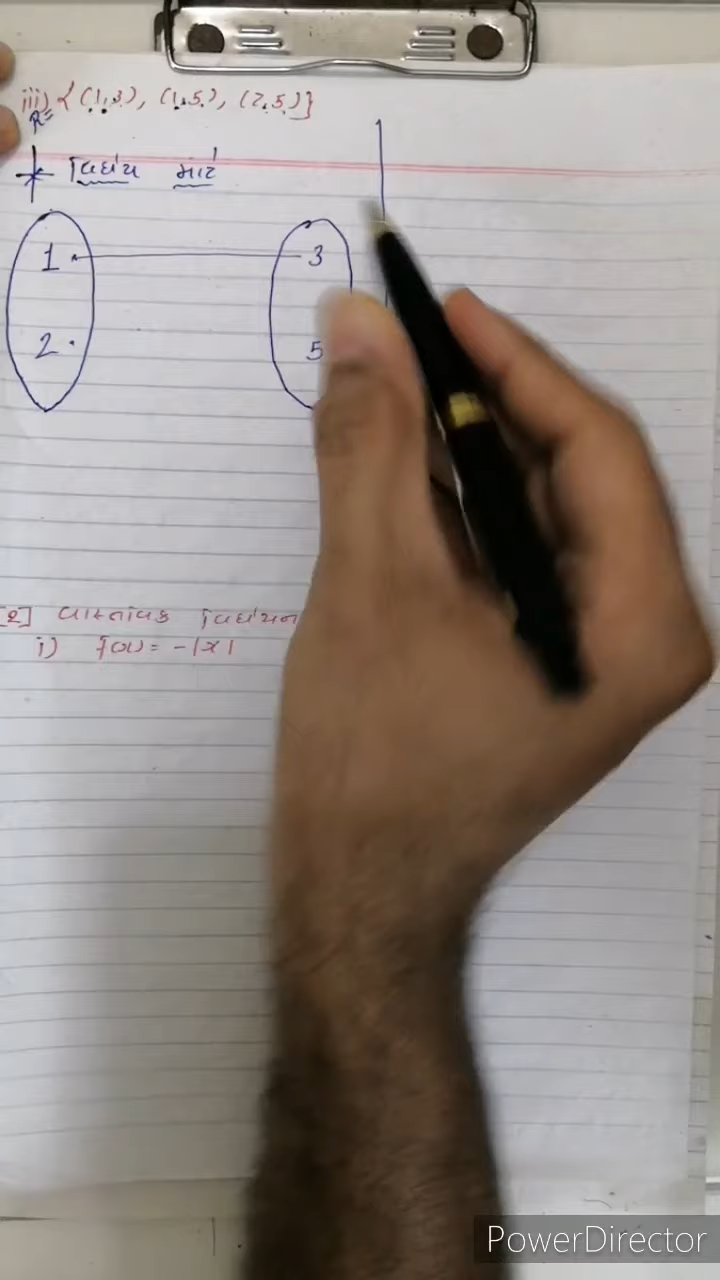 iii) {(1,3), (1,5), (2,5)}
R=
* વિધેય માટે
1 3
2 5
[2] વાસ્તવિક
i) f(x) = -|x|
PowerDirector